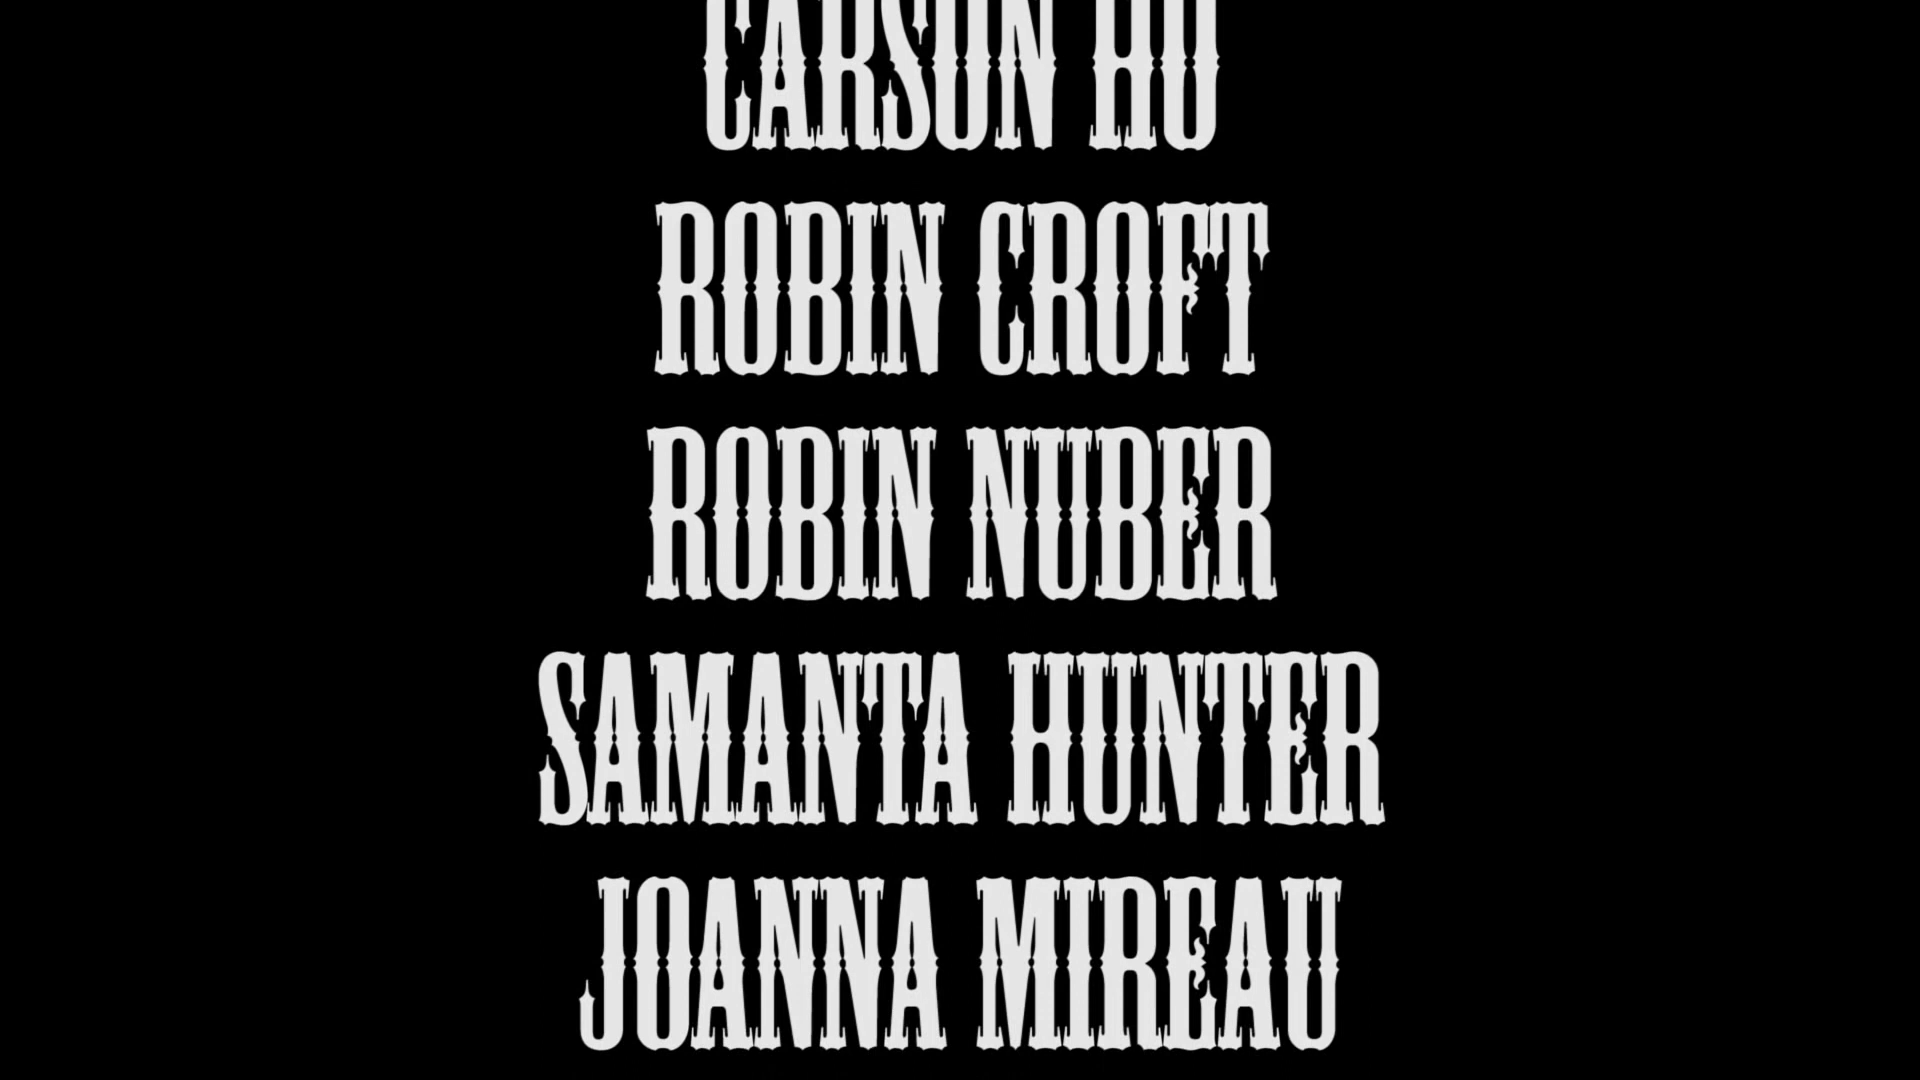 CARSON HO
ROBIN CROFT
ROBIN NUBER
SAMANTA HUNTER
JOANNA MIREAU